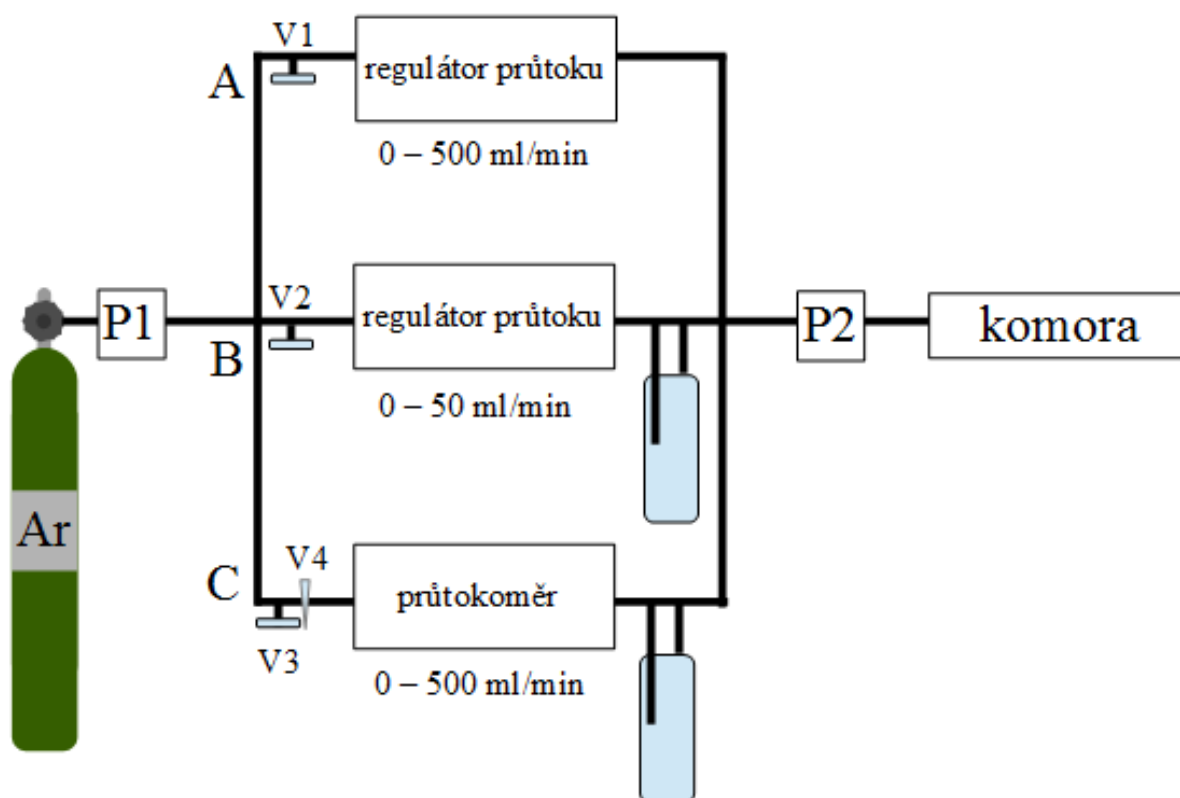 V1
A
regulátor průtoku
0 – 500 ml/min
V2
P1
regulátor průtoku
P2
komora
B
0 – 50 ml/min
Ar
V4
C
průtokoměr
V3
0 – 500 ml/min